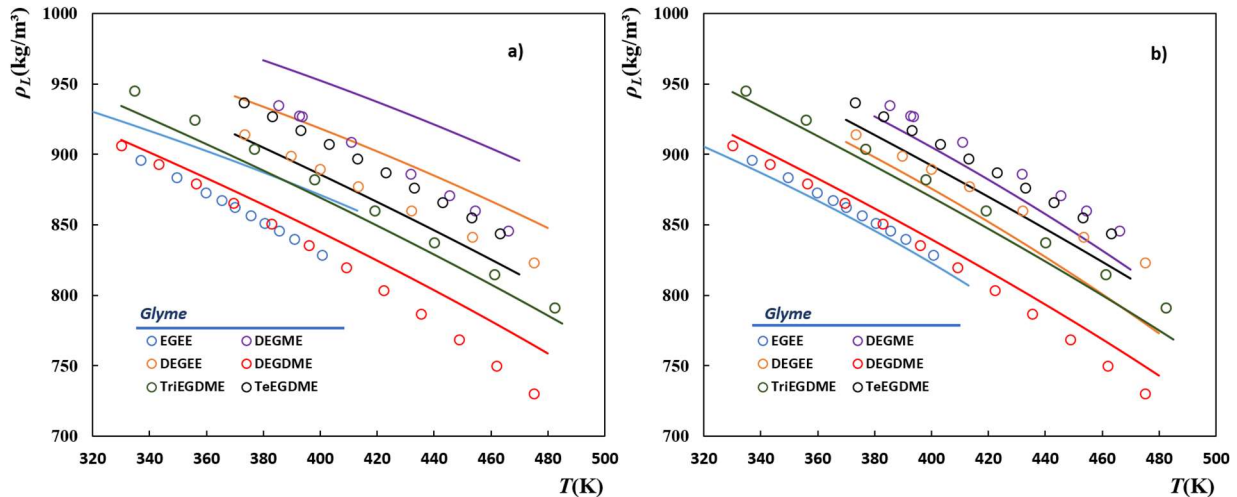 1000
950
900
850
800
750
700
ρL(kg/m³)
a)
Glyme
EGEE DEGME
DEGEE DEGDME
TriEGDME TeEGDME
320 340 360 380 400 420 440 460 480 500
T(K)
1000
950
900
850
800
750
700
ρL(kg/m³)
b)
Glyme
EGEE DEGME
DEGEE DEGDME
TriEGDME TeEGDME
320 340 360 380 400 420 440 460 480 500
T(K)